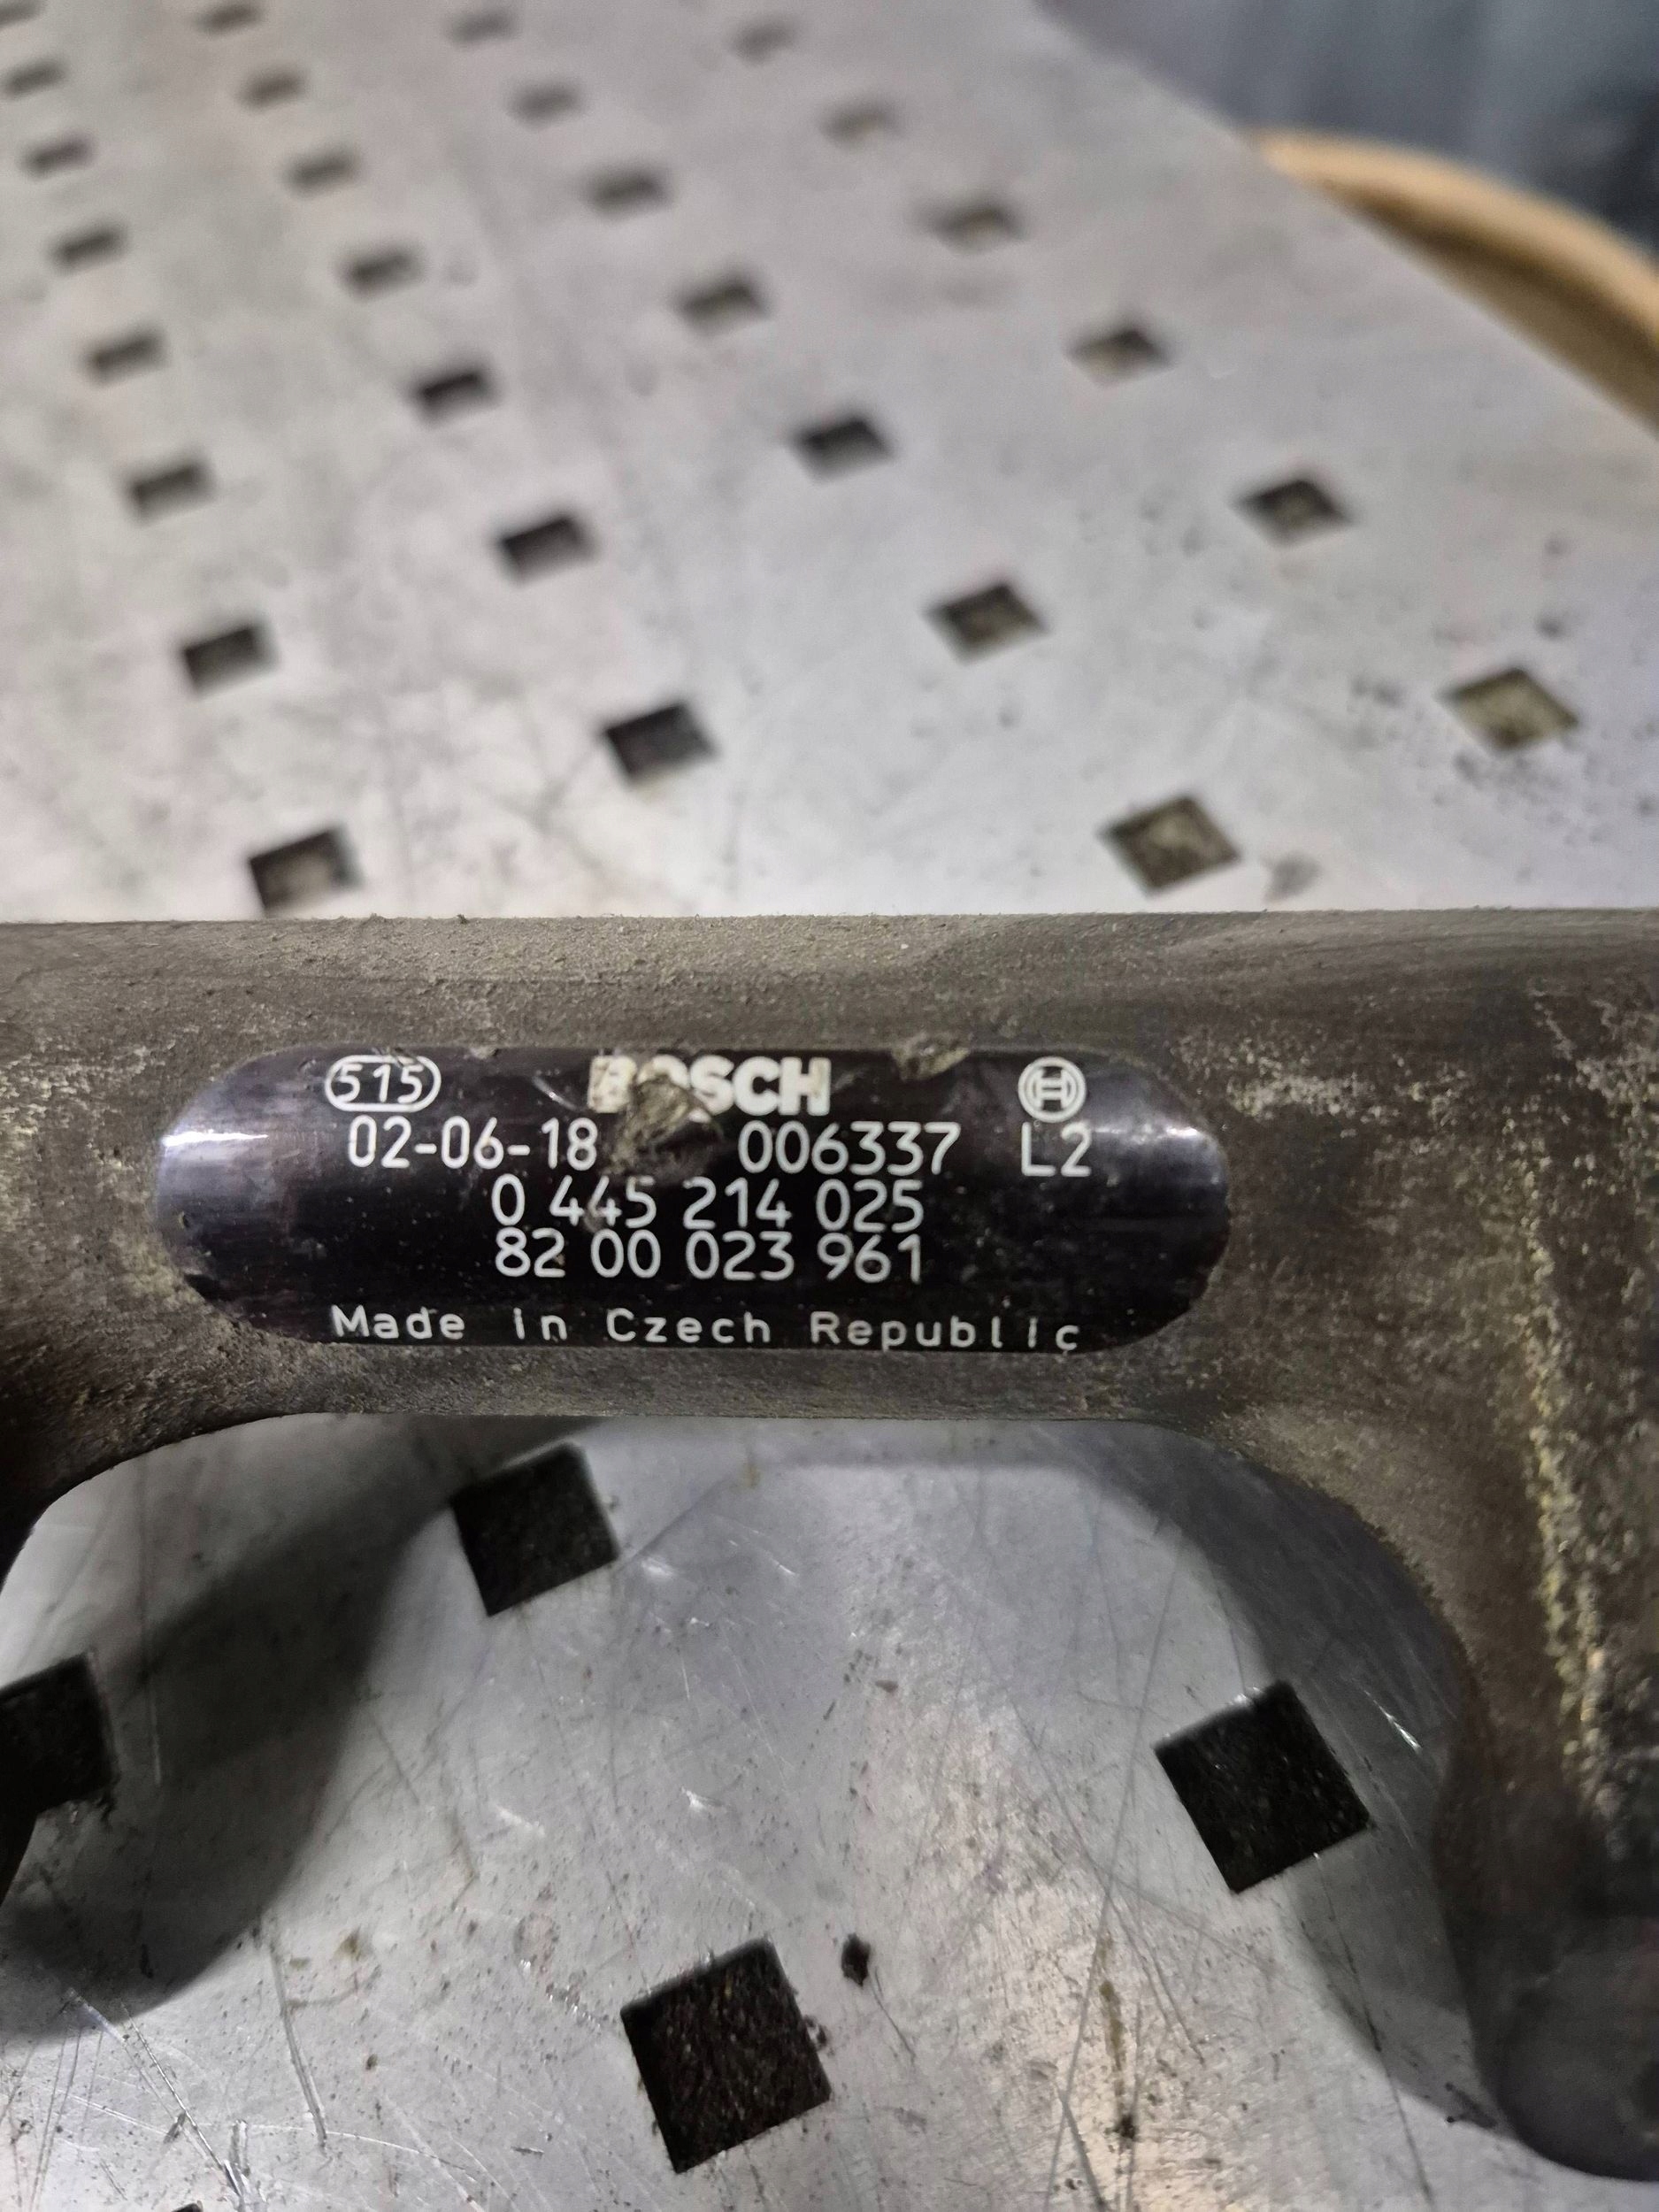 515 BOSCH
02-06-18 006337 L2
0 445 214 025
82 00 023 961
Made in Czech Republic